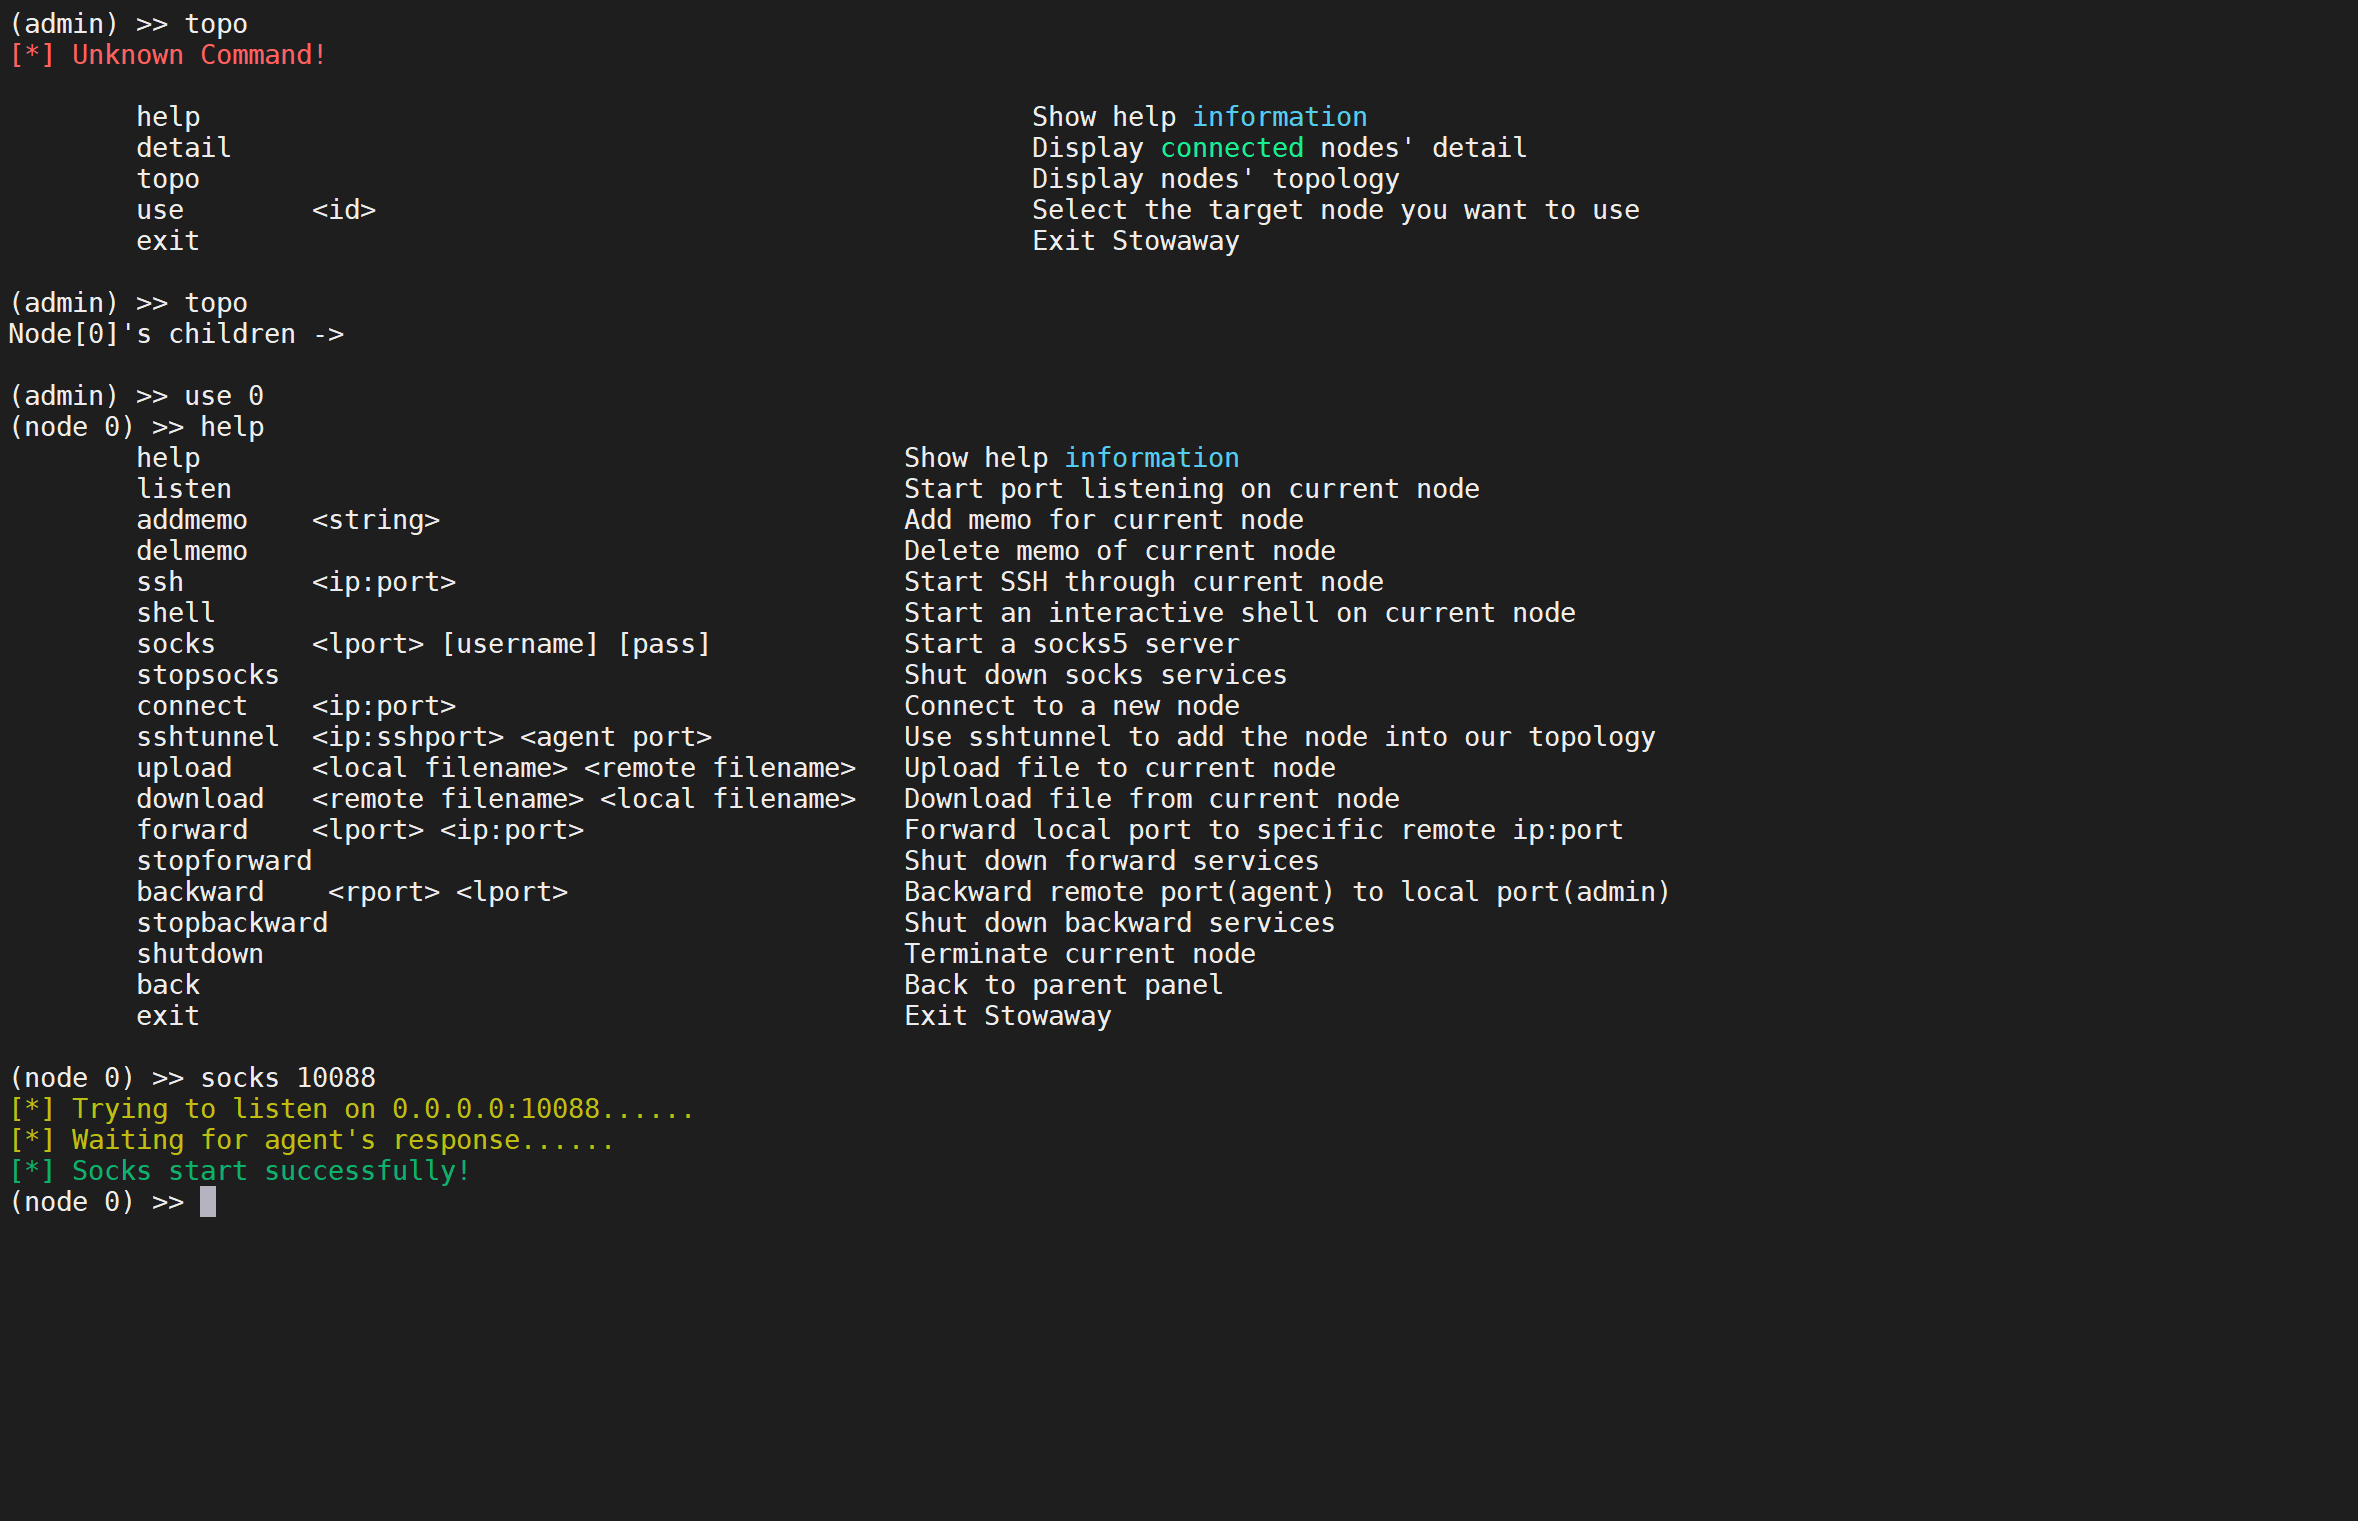 (admin) >> topo
[*] Unknown Command!
help Show help information
detail Display connected nodes' detail
topo Display nodes' topology
use <id> Select the target node you want to use
exit Exit Stowaway
(admin) >> topo
Node[0]'s children ->
(admin) >> use 0
(node 0) >> help
help Show help information
listen Start port listening on current node
addmemo <string> Add memo for current node
delmemo Delete memo of current node
ssh <ip:port> Start SSH through current node
shell Start an interactive shell on current node
socks <lport> [username] [pass] Start a socks5 server
stopsocks Shut down socks services
connect <ip:port> Connect to a new node
sshtunnel <ip:sshport> <agent port> Use sshtunnel to add the node into our topology
upload <local filename> <remote filename> Upload file to current node
download <remote filename> <local filename> Download file from current node
forward <lport> <ip:port> Forward local port to specific remote ip:port
stopforward Shut down forward services
backward <rport> <lport> Backward remote port(agent) to local port(admin)
stopbackward Shut down backward services
shutdown Terminate current node
back Back to parent panel
exit Exit Stowaway
(node 0) >> socks 10088
[*] Trying to listen on 0.0.0.0:10088......
[*] Waiting for agent's response......
[*] Socks start successfully!
(node 0) >>